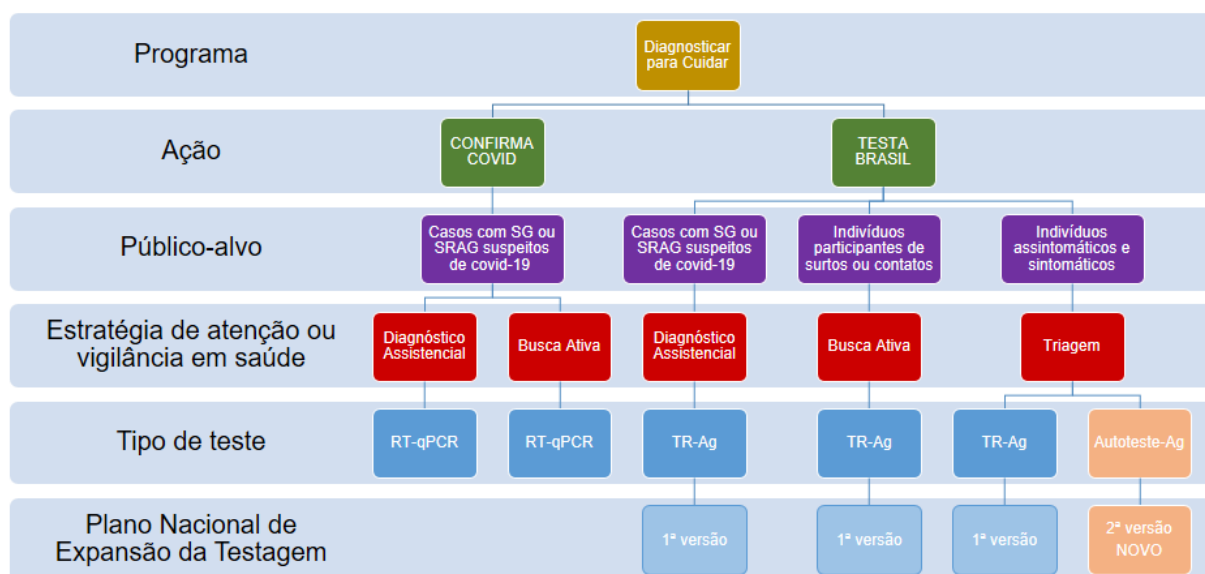 Programa
Diagnosticar
para Cuidar
Ação
CONFIRMA
COVID
TESTA
BRASIL
Público-alvo
Casos com SG ou
SRAG suspeitos
de covid-19
Casos com SG ou
SRAG suspeitos
de covid-19
Indivíduos
participantes de
surtos ou contatos
Indivíduos
assintomáticos e
sintomáticos
Estratégia de atenção ou
vigilância em saúde
Diagnóstico
Assistencial
Busca Ativa
Diagnóstico
Assistencial
Busca Ativa
Triagem
Tipo de teste
RT-qPCR
RT-qPCR
TR-Ag
TR-Ag
TR-Ag
Autoteste-Ag
Plano Nacional de
Expansão da Testagem
1ª versão
1ª versão
1ª versão
2ª versão
NOVO